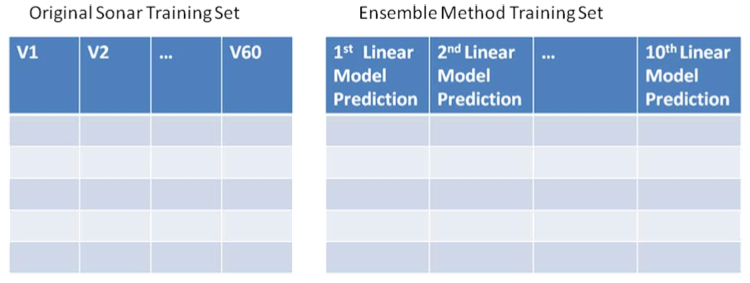 Original Sonar Training Set
Ensemble Method Training Set
V1 V2 ... V60
1st Linear Model Prediction
2nd Linear Model Prediction
...
10th Linear Model Prediction